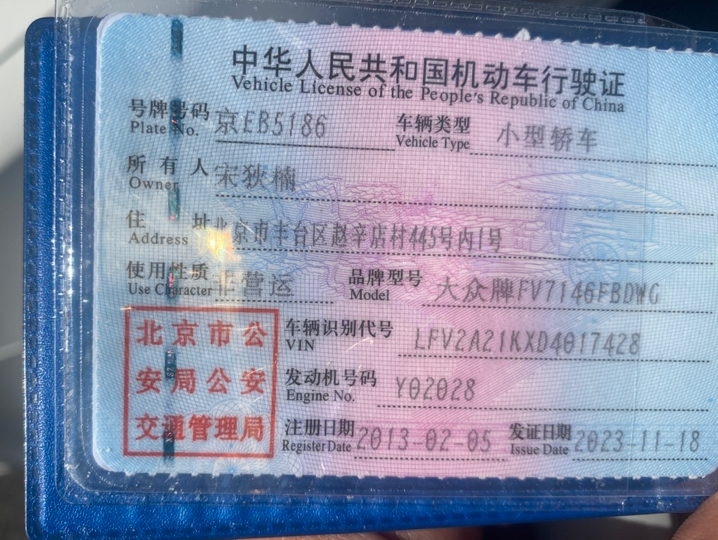 中华人民共和国机动车行驶证
Vehicle License of the People's Republic of China
号牌号码 京EB5186 车辆类型 小型轿车
Plate No. Vehicle Type
所有人 宋狄楠
Owner
住址 北京市丰台区赵辛店村445号内1号
Address
使用性质 非营运 品牌型号 大众牌FV7146FBDWG
Use Character Model
北京市公
安局公安
交通管理局
车辆识别代号 LFV2A21KXD4017428
VIN
发动机号码 Y02028
Engine No.
注册日期 2013-02-05 发证日期 2023-11-18
Register Date Issue Date